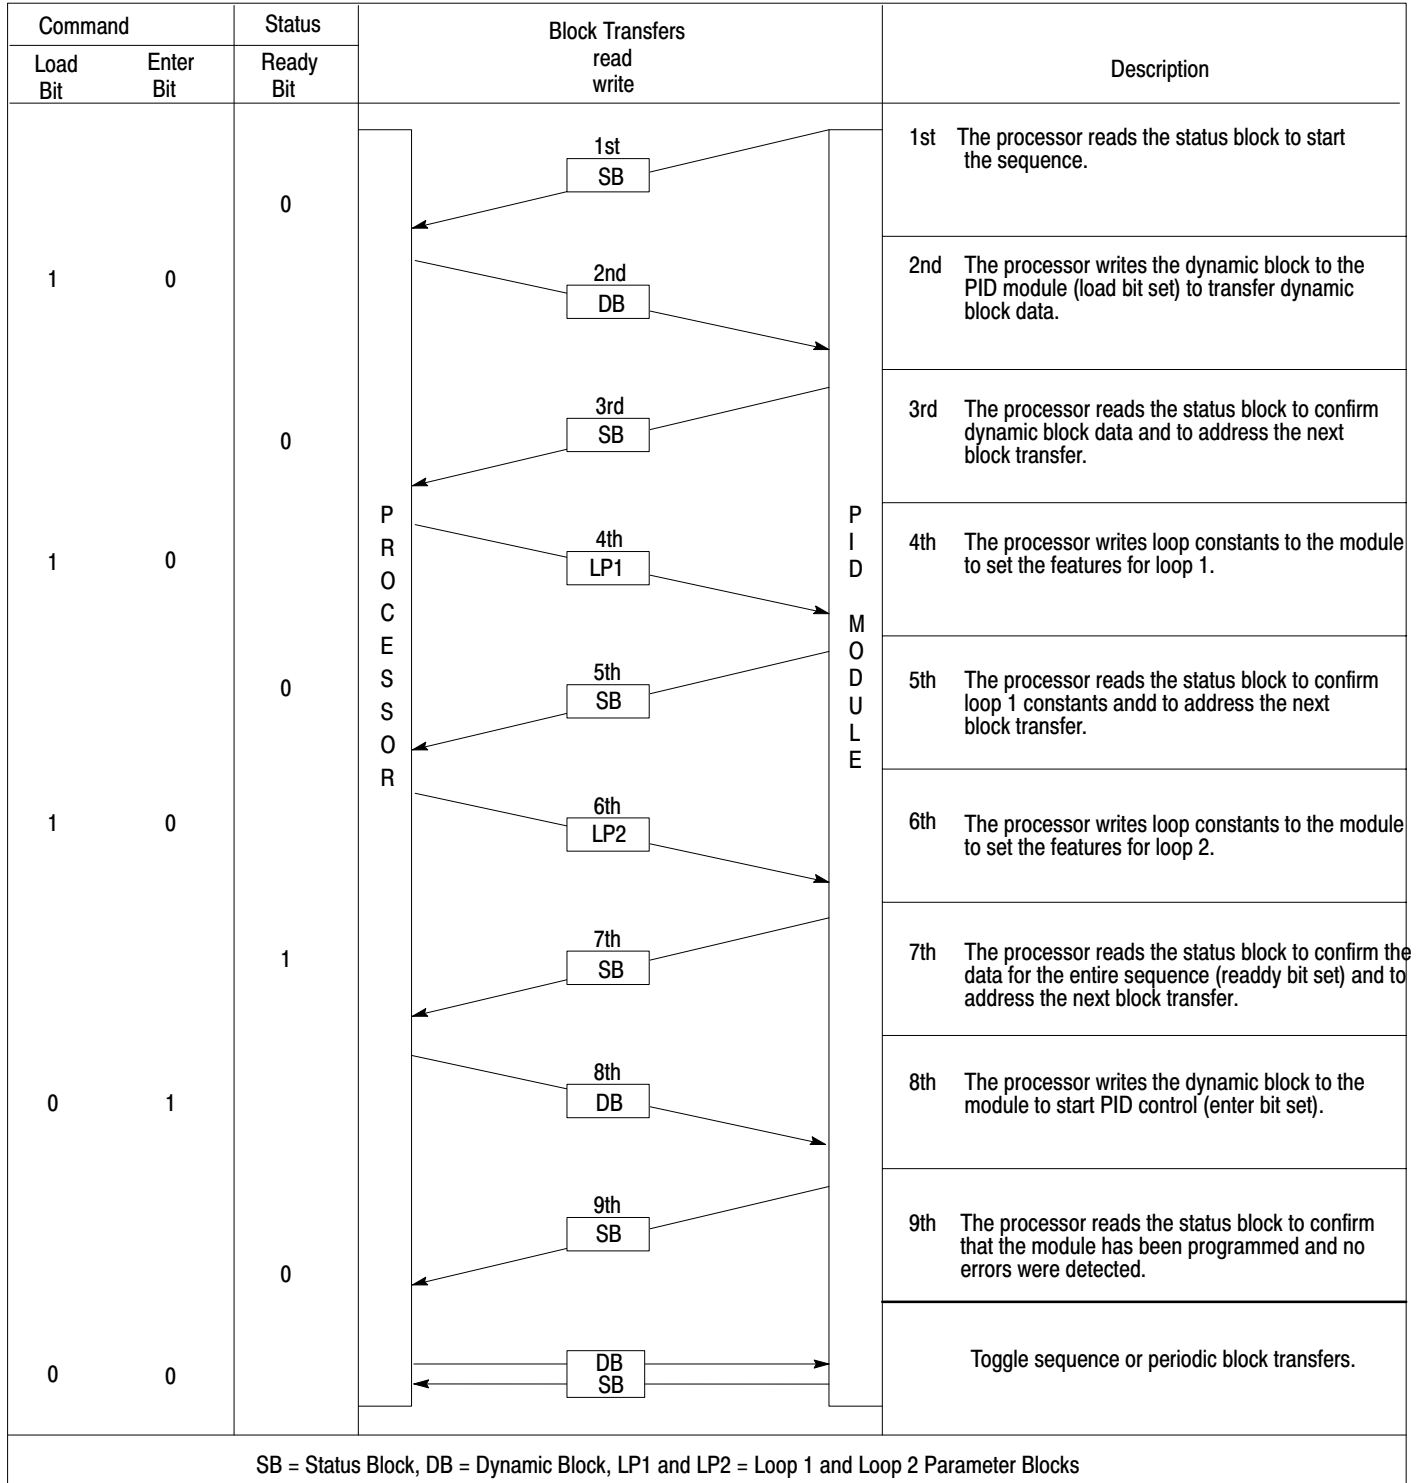 Command
Status
Block Transfers
read
write
Load
Bit
Enter
Bit
Ready
Bit
Description
1st
SB
0
1st The processor reads the status block to start
the sequence.
1 0
2nd
DB
2nd The processor writes the dynamic block to the
PID module (load bit set) to transfer dynamic
block data.
0
3rd
SB
3rd The processor reads the status block to confirm
dynamic block data and to address the next
block transfer.
PROCESSOR
PID MODULE
1 0
4th
LP1
4th The processor writes loop constants to the module
to set the features for loop 1.
0
5th
SB
5th The processor reads the status block to confirm
loop 1 constants andd to address the next
block transfer.
1 0
6th
LP2
6th The processor writes loop constants to the module
to set the features for loop 2.
1
7th
SB
7th The processor reads the status block to confirm the
data for the entire sequence (readdy bit set) and to
address the next block transfer.
0 1
8th
DB
8th The processor writes the dynamic block to the
module to start PID control (enter bit set).
0
9th
SB
9th The processor reads the status block to confirm
that the module has been programmed and no
errors were detected.
0 0
DB
SB
Toggle sequence or periodic block transfers.
SB = Status Block, DB = Dynamic Block, LP1 and LP2 = Loop 1 and Loop 2 Parameter Blocks